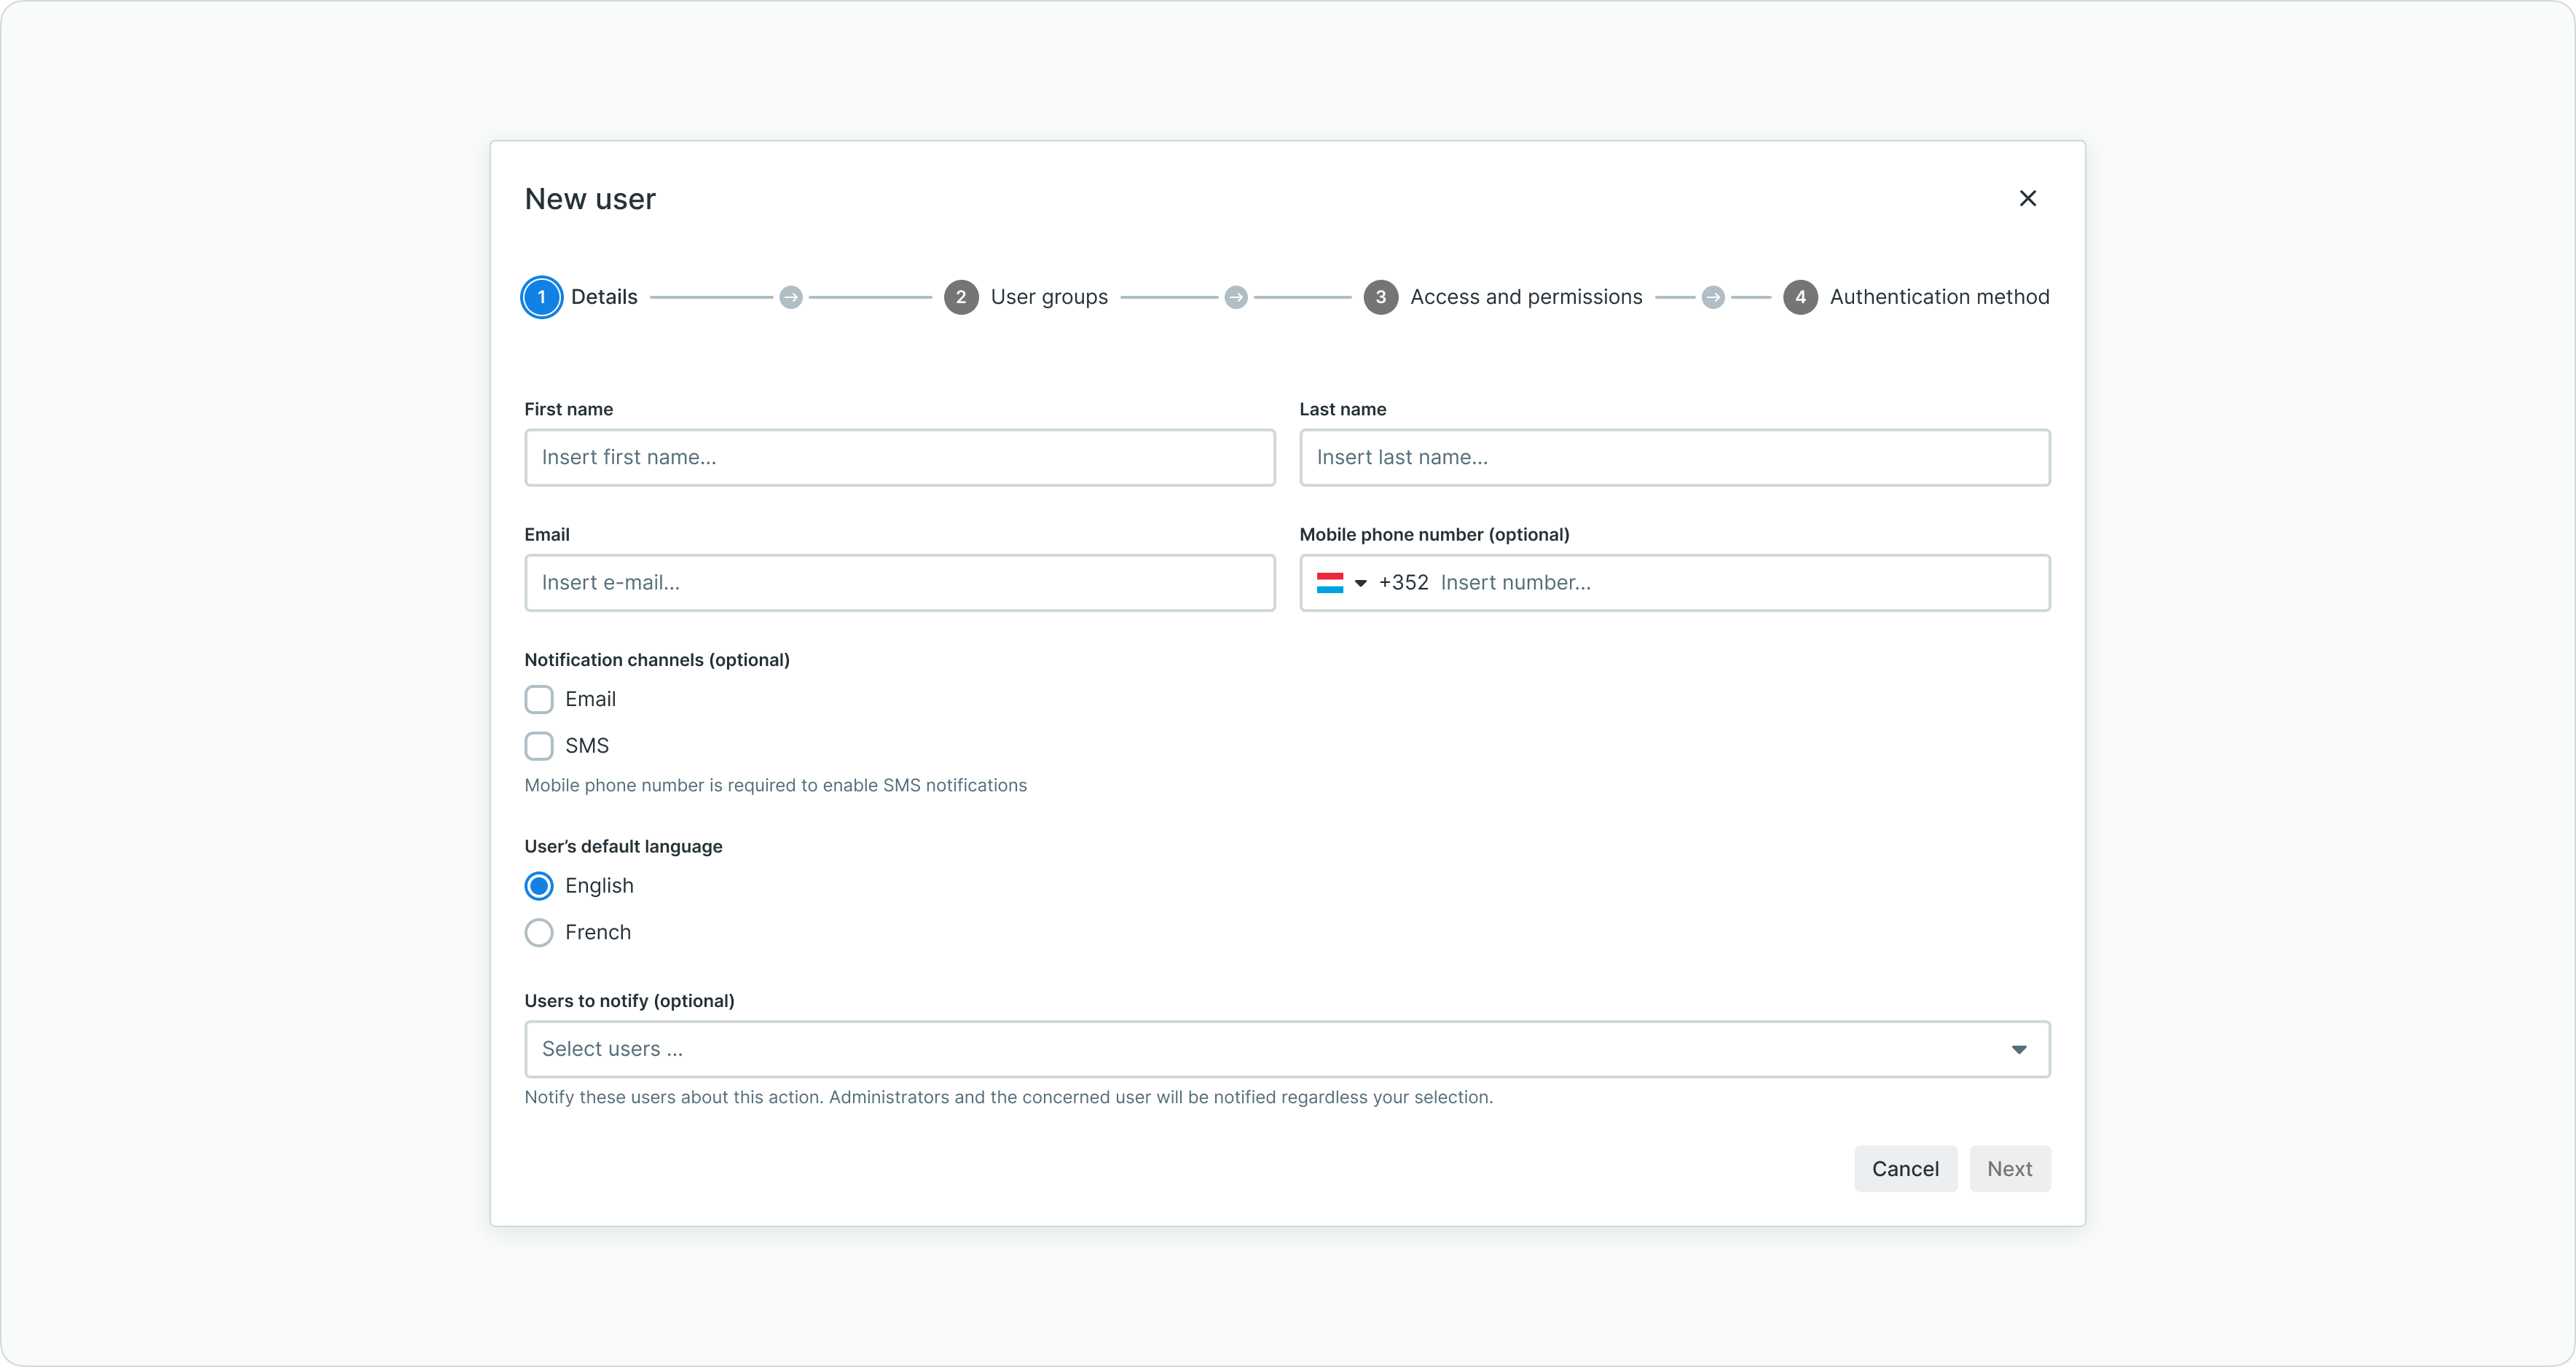 New user
1 Details 2 User groups 3 Access and permissions 4 Authentication method
First name
Insert first name...
Last name
Insert last name...
Email
Insert e-mail...
Mobile phone number (optional)
+352 Insert number...
Notification channels (optional)
Email
SMS
Mobile phone number is required to enable SMS notifications
User’s default language
English
French
Users to notify (optional)
Select users ...
Notify these users about this action. Administrators and the concerned user will be notified regardless your selection.
Cancel Next